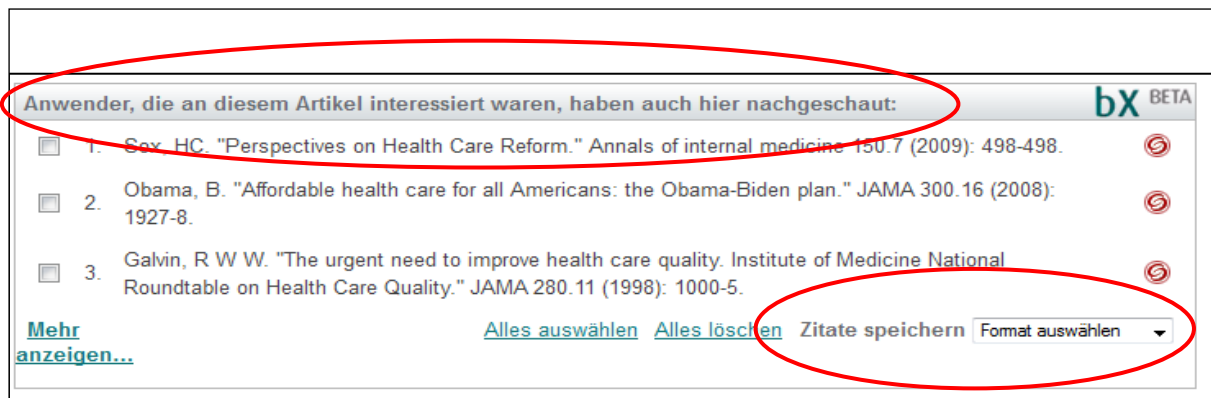 Anwender, die an diesem Artikel interessiert waren, haben auch hier nachgeschaut:
bX BETA
1. Sox, HC. "Perspectives on Health Care Reform." Annals of internal medicine 150.7 (2009): 498-498.
2. Obama, B. "Affordable health care for all Americans: the Obama-Biden plan." JAMA 300.16 (2008):
1927-8.
3. Galvin, R W W. "The urgent need to improve health care quality. Institute of Medicine National
Roundtable on Health Care Quality." JAMA 280.11 (1998): 1000-5.
Mehr
anzeigen...
Alles auswählen Alles löschen Zitate speichern Format auswählen